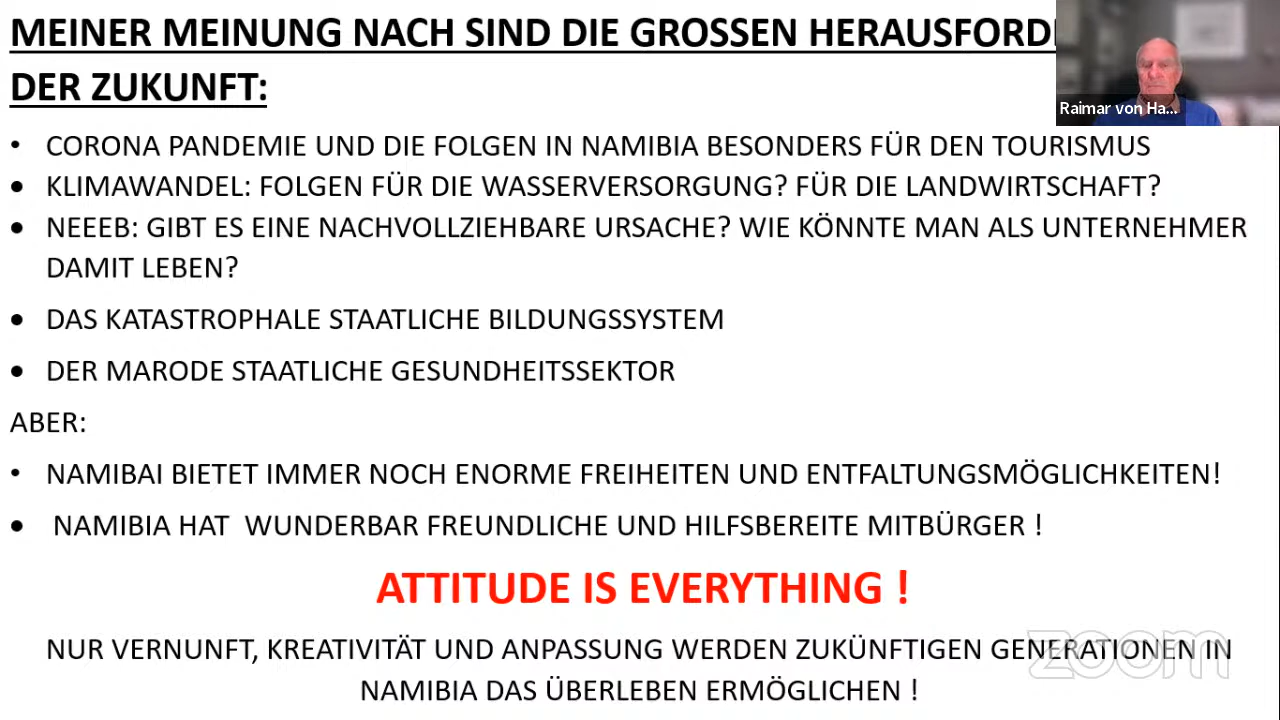 MEINER MEINUNG NACH SIND DIE GROSSEN
DER ZUKUNFT:
Raimar von Ha...
• CORONA PANDEMIE UND DIE FOLGEN IN NAMIBIA BESONDERS FÜR DEN TOURISMUS
• KLIMAWANDEL: FOLGEN FÜR DIE WASSERVERSORGUNG? FÜR DIE LANDWIRTSCHAFT?
• NEEEB: GIBT ES EINE NACHVOLLZIEHBARE URSACHE? WIE KÖNNTE MAN ALS UNTERNEHMER
DAMIT LEBEN?
• DAS KATASTROPHALE STAATLICHE BILDUNGSSYSTEM
• DER MARODE STAATLICHE GESUNDHEITSSEKTOR
ABER:
• NAMIBAI BIETET IMMER NOCH ENORME FREIHEITEN UND ENTFALTUNGSMÖGLICHKEITEN!
• NAMIBIA HAT WUNDERBAR FREUNDLICHE UND HILFSBEREITE MITBÜRGER !
ATTITUDE IS EVERYTHING !
NUR VERNUNFT, KREATIVITÄT UND ANPASSUNG WERDEN ZUKÜNFTIGEN GENERATIONEN IN
NAMIBIA DAS ÜBERLEBEN ERMÖGLICHEN !
zoom